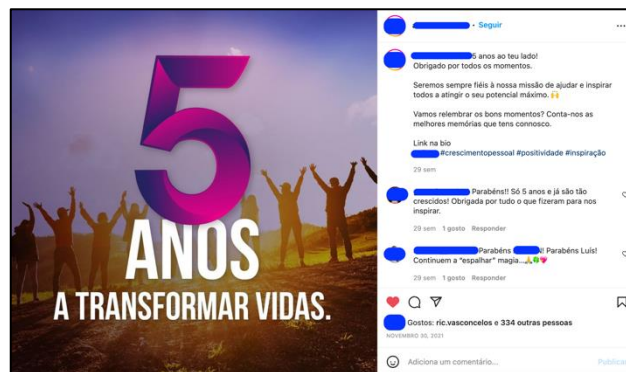 5
ANOS
A TRANSFORMAR VIDAS.
• Seguir
5 anos ao teu lado!
Obrigado por todos os momentos.
Seremos sempre fiéis à nossa missão de ajudar e inspirar
todos a atingir o seu potencial máximo. 🙌
Vamos relembrar os bons momentos? Conta-nos as
melhores memórias que tens connosco.
Link na bio
#crescimentopessoal #positividade #inspiração
29 sem
Parabéns!! Só 5 anos e já são tão
crescidos! Obrigada por tudo o que fizeram para nos
inspirar.
29 sem 1 gosto Responder
Parabéns !! Parabéns Luís!
Continuem a “espalhar” magia...🙏🍀💖
29 sem 1 gosto Responder
Gostos: ric.vasconcelos e 334 outras pessoas
NOVEMBRO 30, 2021
Adiciona um comentário...
Publicar